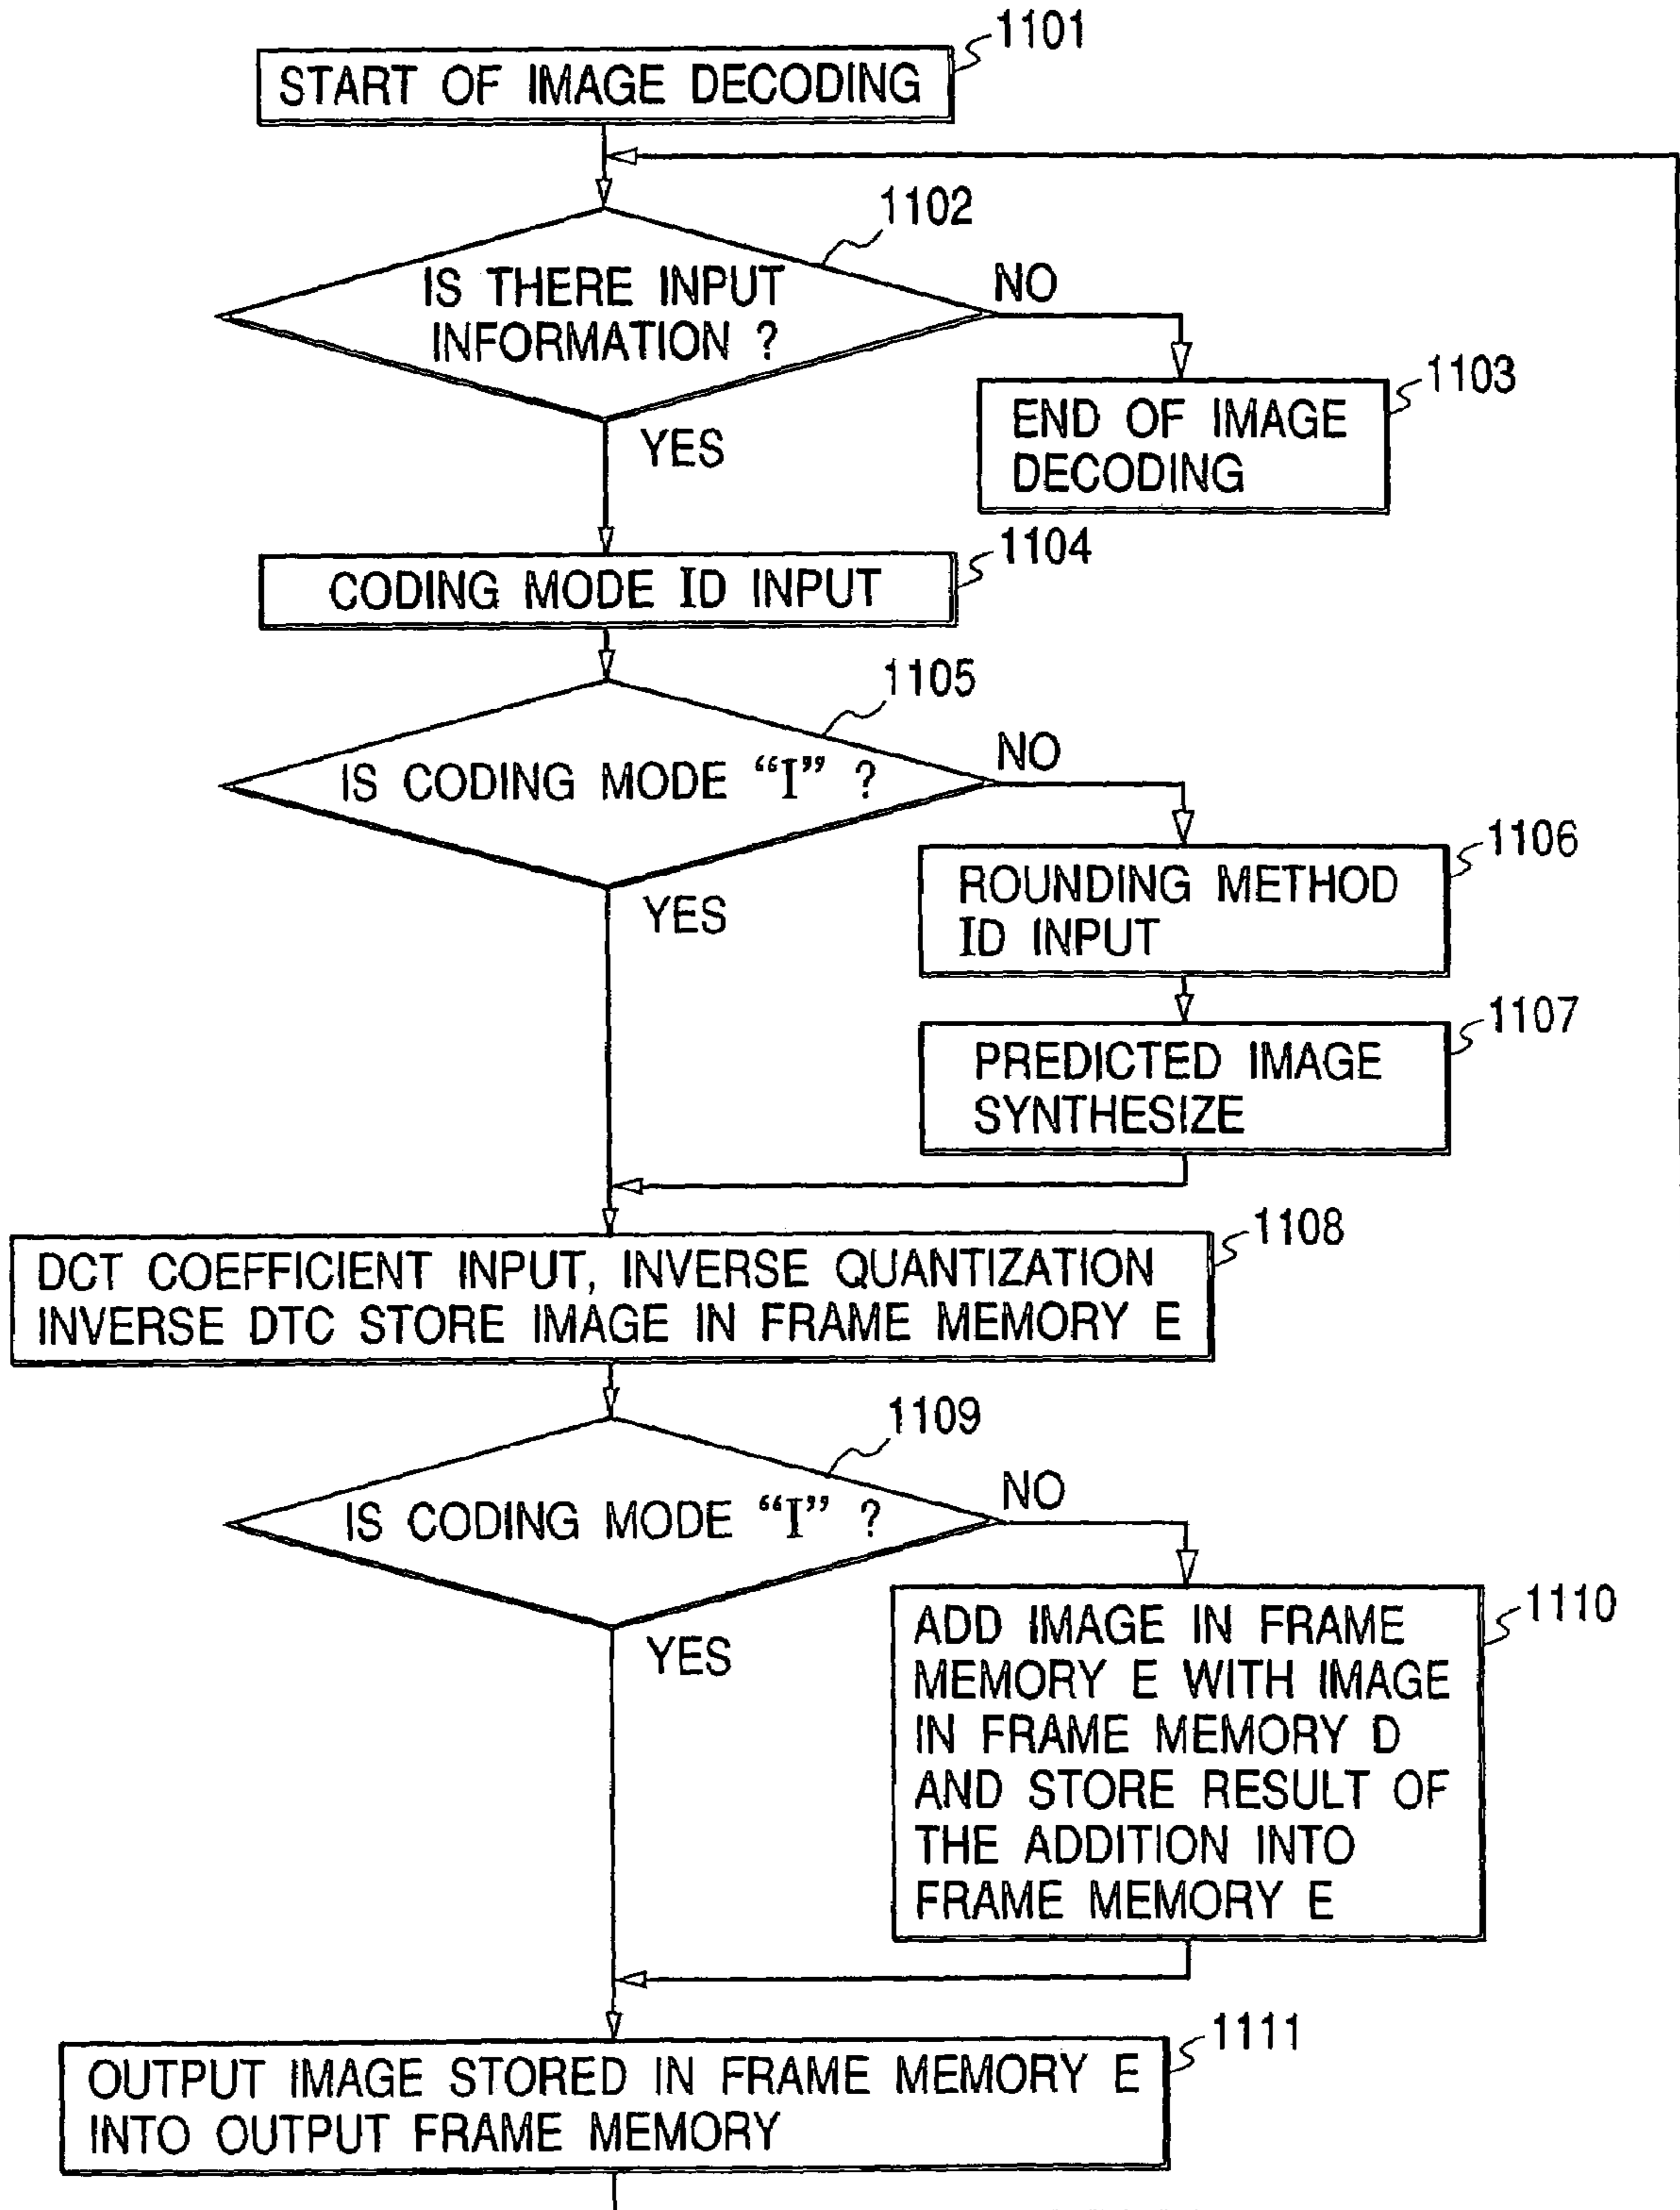 1101
START OF IMAGE DECODING
1102
IS THERE INPUT
INFORMATION ?
NO
YES
1103
END OF IMAGE
DECODING
1104
CODING MODE ID INPUT
1105
IS CODING MODE “I” ?
NO
YES
1106
ROUNDING METHOD
ID INPUT
1107
PREDICTED IMAGE
SYNTHESIZE
1108
DCT COEFFICIENT INPUT, INVERSE QUANTIZATION
INVERSE DTC STORE IMAGE IN FRAME MEMORY E
1109
IS CODING MODE “I” ?
NO
YES
1110
ADD IMAGE IN FRAME
MEMORY E WITH IMAGE
IN FRAME MEMORY D
AND STORE RESULT OF
THE ADDITION INTO
FRAME MEMORY E
1111
OUTPUT IMAGE STORED IN FRAME MEMORY E
INTO OUTPUT FRAME MEMORY